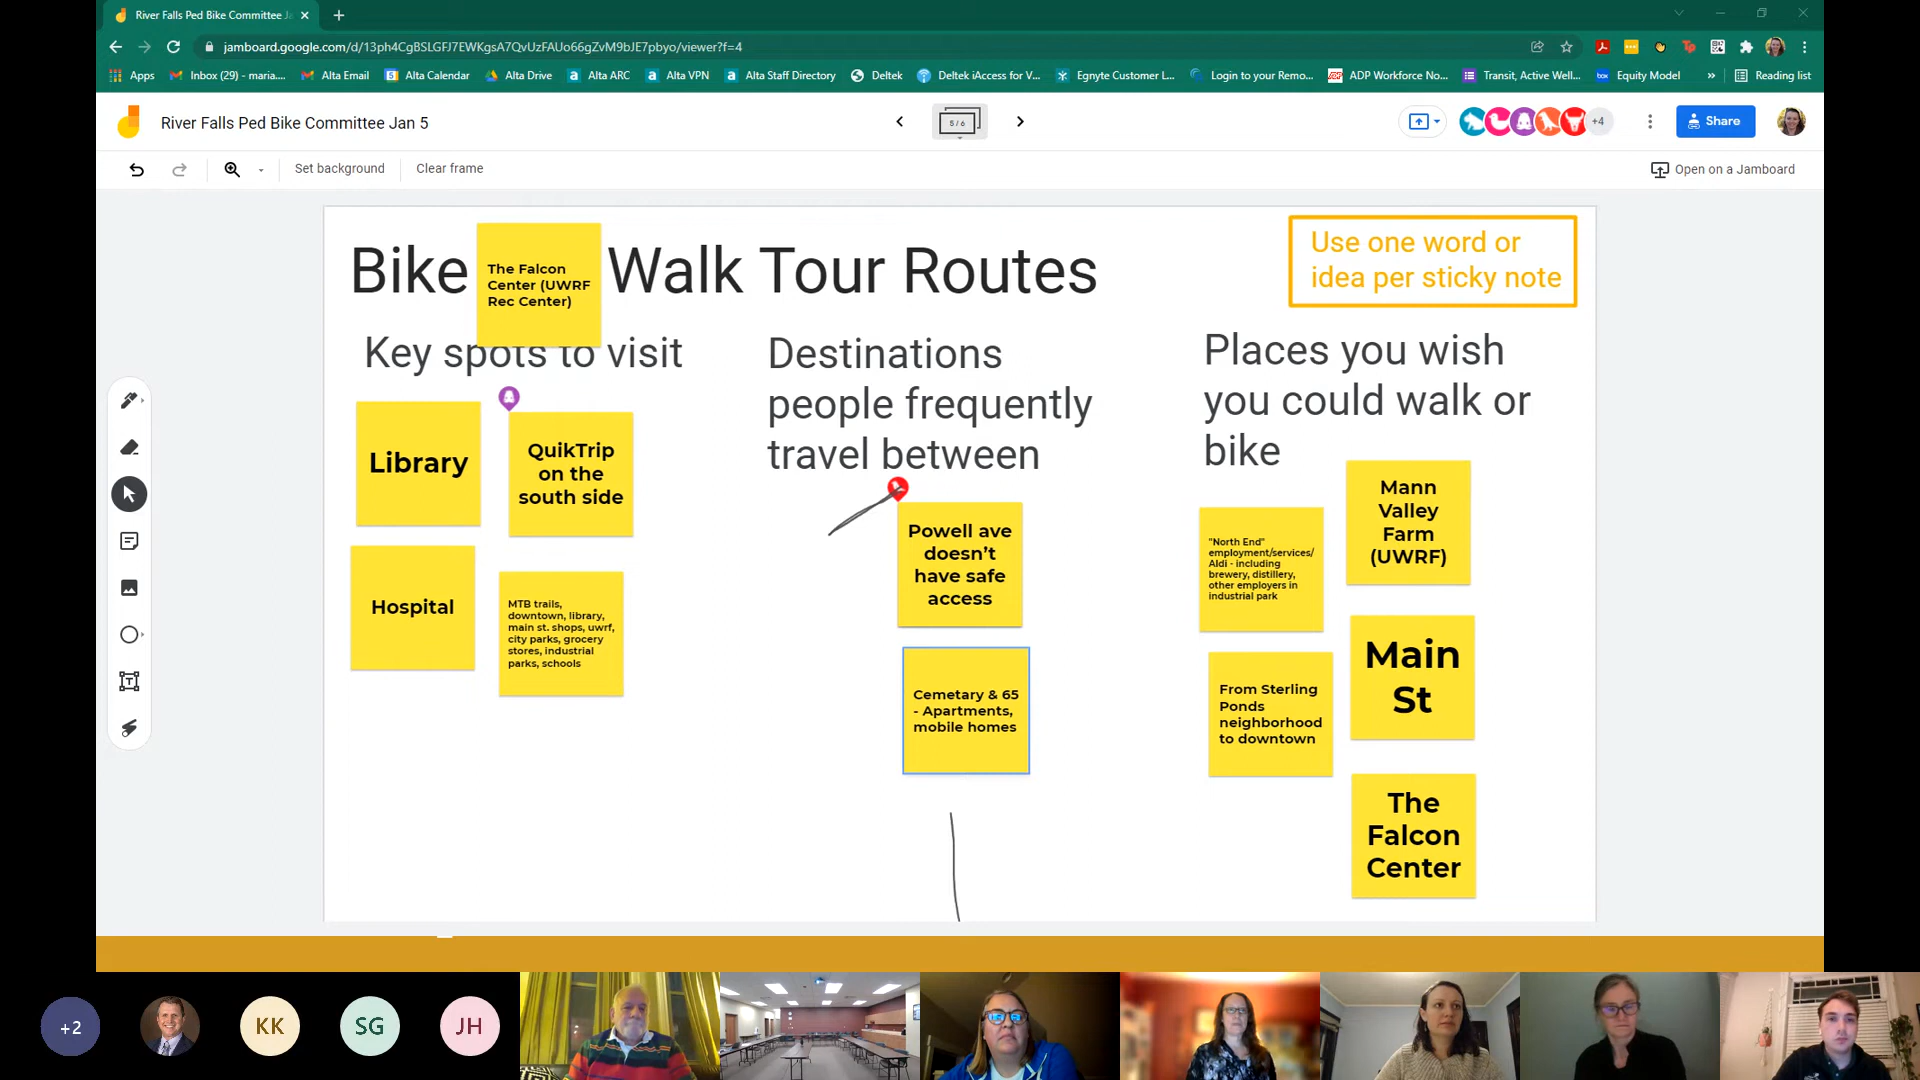 River Falls Ped Bike Committee Ja
jamboard.google.com/d/13ph4CgBSLGFJ7EWKgsA7QvUzFAUo66gZvM9bJE7pbyo/viewer?f=4
Apps Inbox (29) - maria.... Alta Email Alta Calendar Alta Drive Alta ARC Alta VPN Alta Staff Directory Deltek Deltek iAccess for V... Egnyte Customer L... Login to your Remo... ADP Workforce No... Transit, Active Well... Equity Model » Reading list
River Falls Ped Bike Committee Jan 5
5 / 6
+4
Share
Set background
Clear frame
Open on a Jamboard
Bike
Walk Tour Routes
The Falcon
Center (UWRF
Rec Center)
Use one word or
idea per sticky note
Key spots to visit
Library
QuikTrip
on the
south side
Hospital
MTB trails,
downtown, library,
main st. shops, uwrf,
city parks, grocery
stores, industrial
parks, schools
Destinations
people frequently
travel between
Powell ave
doesn't
have safe
access
Cemetary & 65
- Apartments,
mobile homes
Places you wish
you could walk or
bike
"North End"
employment/services/
Aldi - including
brewery, distillery,
other employers in
industrial park
Mann
Valley
Farm
(UWRF)
From Sterling
Ponds
neighborhood
to downtown
Main
St
The
Falcon
Center
+2
KK
SG
JH